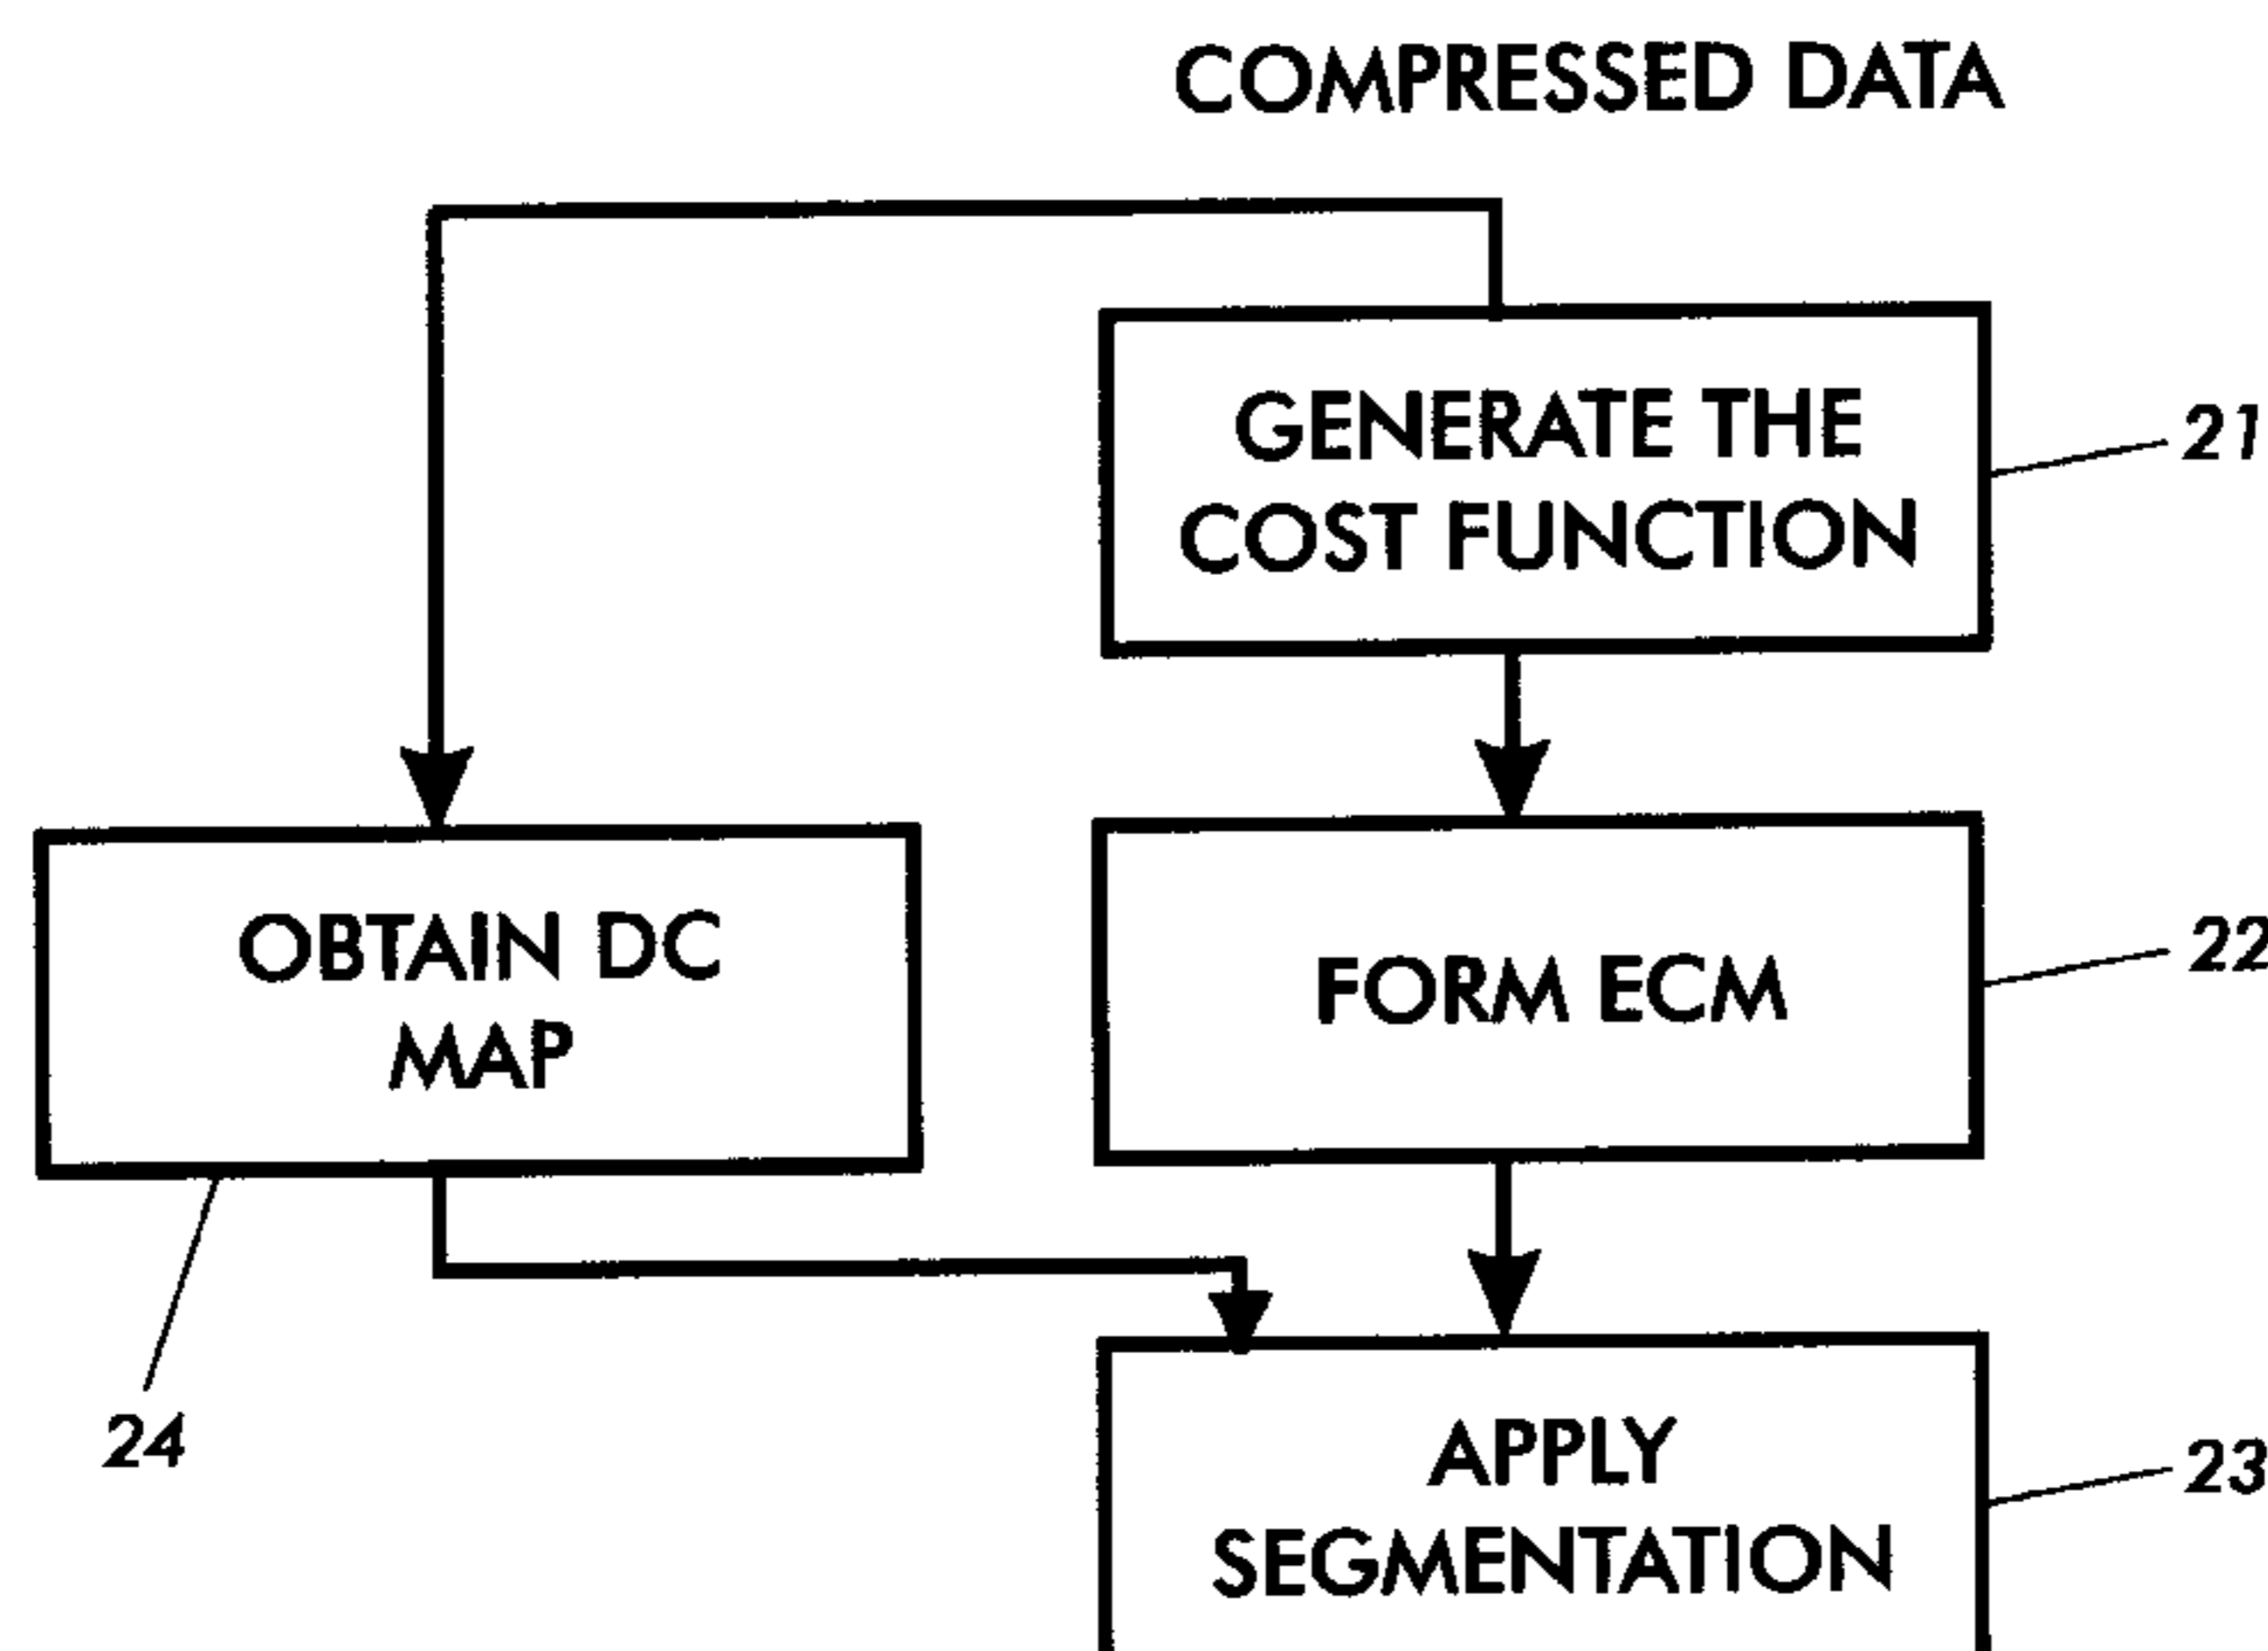 COMPRESSED DATA
GENERATE THE
COST FUNCTION
21
OBTAIN DC
MAP
FORM ECM
22
24
APPLY
SEGMENTATION
23